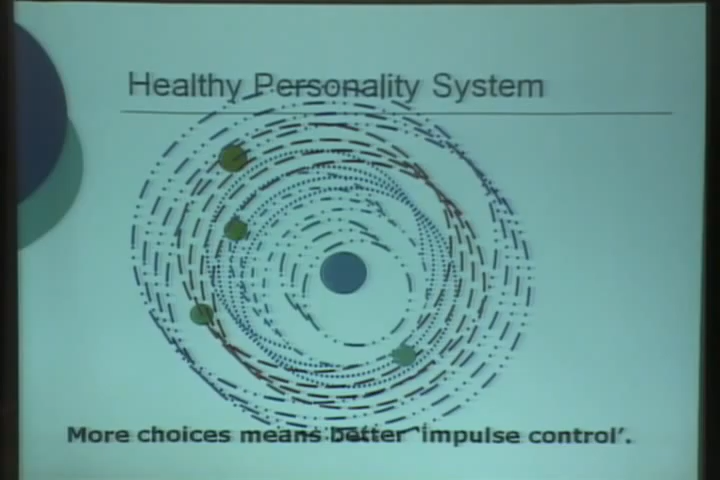 Healthy Personality System
More choices means better 'impulse control'.